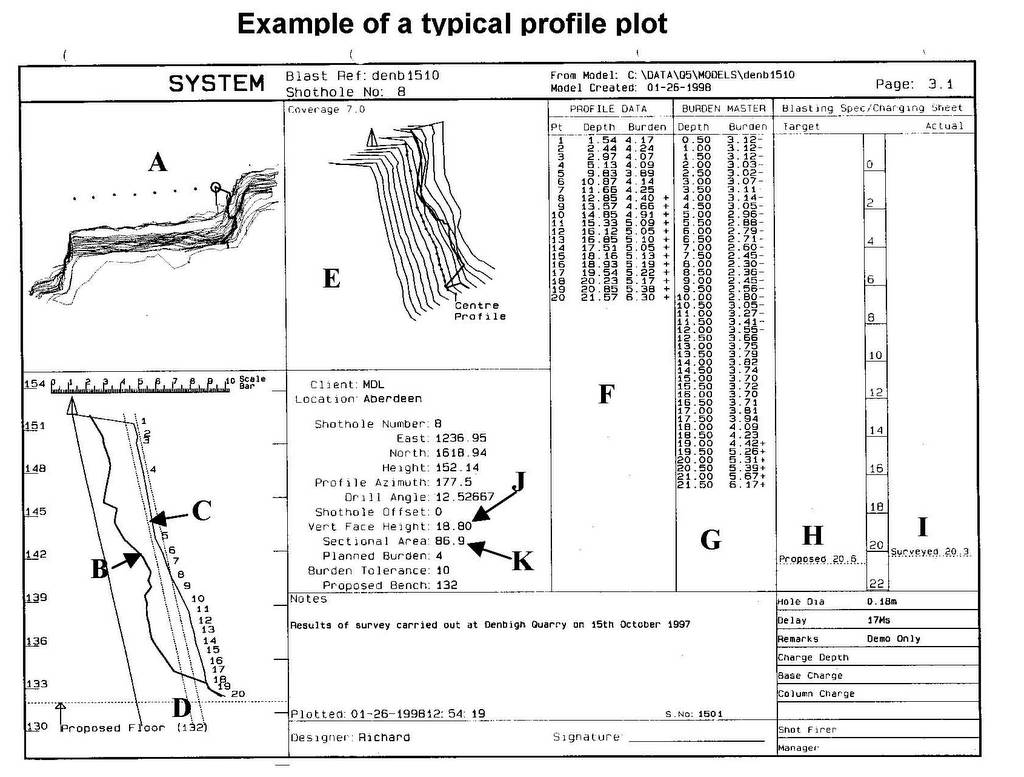 Example of a typical profile plot
SYSTEM
Blast Ref: denb1510
Shothole No: 8
From Model: C:\DATA\Q5\MODELS\denb1510
Model Created: 01-26-1998
Page: 3.1
A
Coverage 7.0
E
Centre
Profile
PROFILE DATA
Pt Depth Burden
1 1.54 4.17
2 2.44 4.24
3 2.97 4.07
4 5.13 4.09
5 9.83 3.89
6 10.87 4.14
7 11.66 4.25
8 12.85 4.40 +
9 13.57 4.66 +
10 14.85 4.91 +
11 15.33 5.09 +
12 16.12 5.05 +
13 16.85 5.10 +
14 17.51 5.05 +
15 18.16 5.13 +
16 18.93 5.19 +
17 19.54 5.22 +
18 20.23 5.17 +
19 20.85 5.38 +
20 21.57 6.30 +
F
BURDEN MASTER
Depth Burden
0.50 3.12-
1.00 3.12-
1.50 3.12-
2.00 3.03-
2.50 3.02-
3.00 3.07-
3.50 3.11-
4.00 3.14-
4.50 3.05-
5.00 2.96-
5.50 2.88-
6.00 2.79-
6.50 2.71-
7.00 2.60-
7.50 2.45-
8.00 2.30-
8.50 2.36-
9.00 2.45-
9.50 2.56-
10.00 2.80-
10.50 3.05-
11.00 3.27-
11.50 3.41-
12.00 3.55-
12.50 3.66
13.00 3.75
13.50 3.79
14.00 3.82
14.50 3.74
15.00 3.70
15.50 3.72
16.00 3.70
16.50 3.71
17.00 3.81
17.50 3.94
18.00 4.09
18.50 4.23
19.00 4.42+
19.50 5.26+
20.00 5.31+
20.50 5.39+
21.00 5.67+
21.50 6.17+
G
Blasting Spec/Charging Sheet
Target Actual
0
2
4
6
8
10
12
14
16
18
20
22
H
I
Proposed 20.6
Surveyed 20.3
154
0 1 2 3 4 5 6 7 8 9 10 Scale
Bar
151
148
145
142
139
136
133
130
1
2
3
4
5
6
7
8
9
10
11
12
13
14
15
16
17
18
19
20
C
B
D
Proposed Floor (132)
Client: MDL
Location: Aberdeen
Shothole Number: 8
East: 1236.95
North: 1618.94
Height: 152.14
Profile Azimuth: 177.5
Drill Angle: 12.52667
Shothole Offset: 0
Vert Face Height: 18.80
Sectional Area: 86.9
Planned Burden: 4
Burden Tolerance: 10
Proposed Bench: 132
J
K
Notes
Results of survey carried out at Denbigh Quarry on 15th October 1997
Plotted: 01-26-199812:54:19
S.No: 1501
Designer: Richard
Signature:
Hole Dia 0.18m
Delay 17Ms
Remarks Demo Only
Charge Depth
Base Charge
Column Charge
Shot Firer
Manager